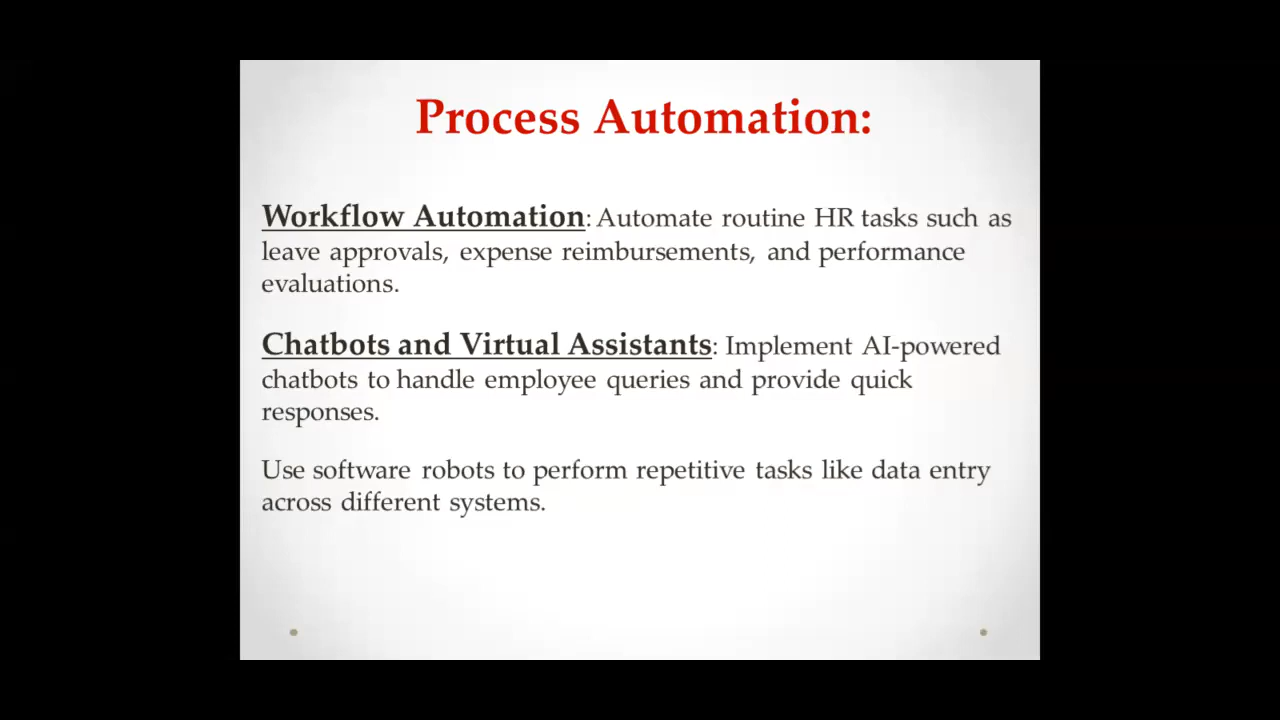 Process Automation:
Workflow Automation: Automate routine HR tasks such as
leave approvals, expense reimbursements, and performance
evaluations.
Chatbots and Virtual Assistants: Implement AI-powered
chatbots to handle employee queries and provide quick
responses.
Use software robots to perform repetitive tasks like data entry
across different systems.